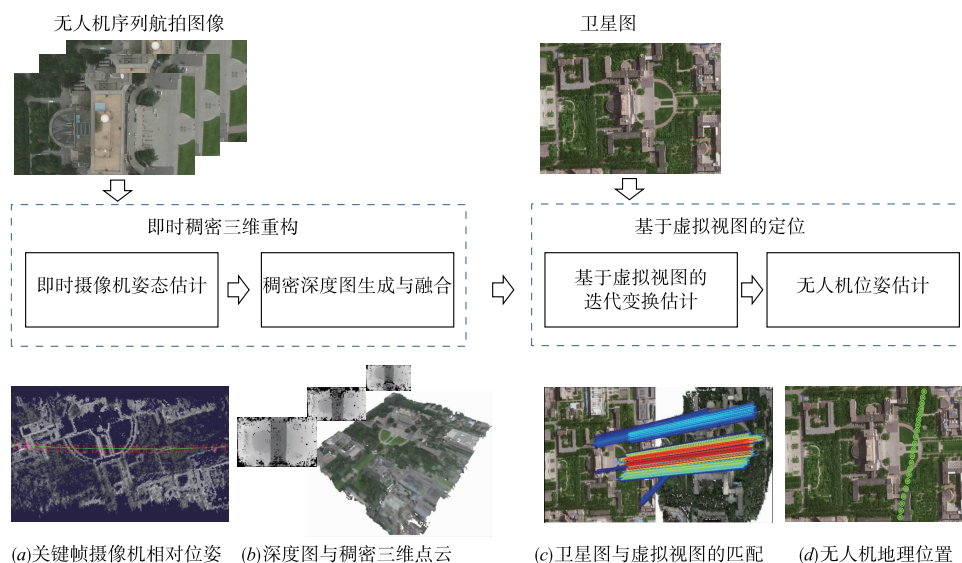 无人机序列航拍图像
卫星图
即时稠密三维重构
基于虚拟视图的定位
即时摄像机姿态估计
稠密深度图生成与融合
基于虚拟视图的
迭代变换估计
无人机位姿估计
(a)关键帧摄像机相对位姿
(b)深度图与稠密三维点云
(c)卫星图与虚拟视图的匹配
(d)无人机地理位置